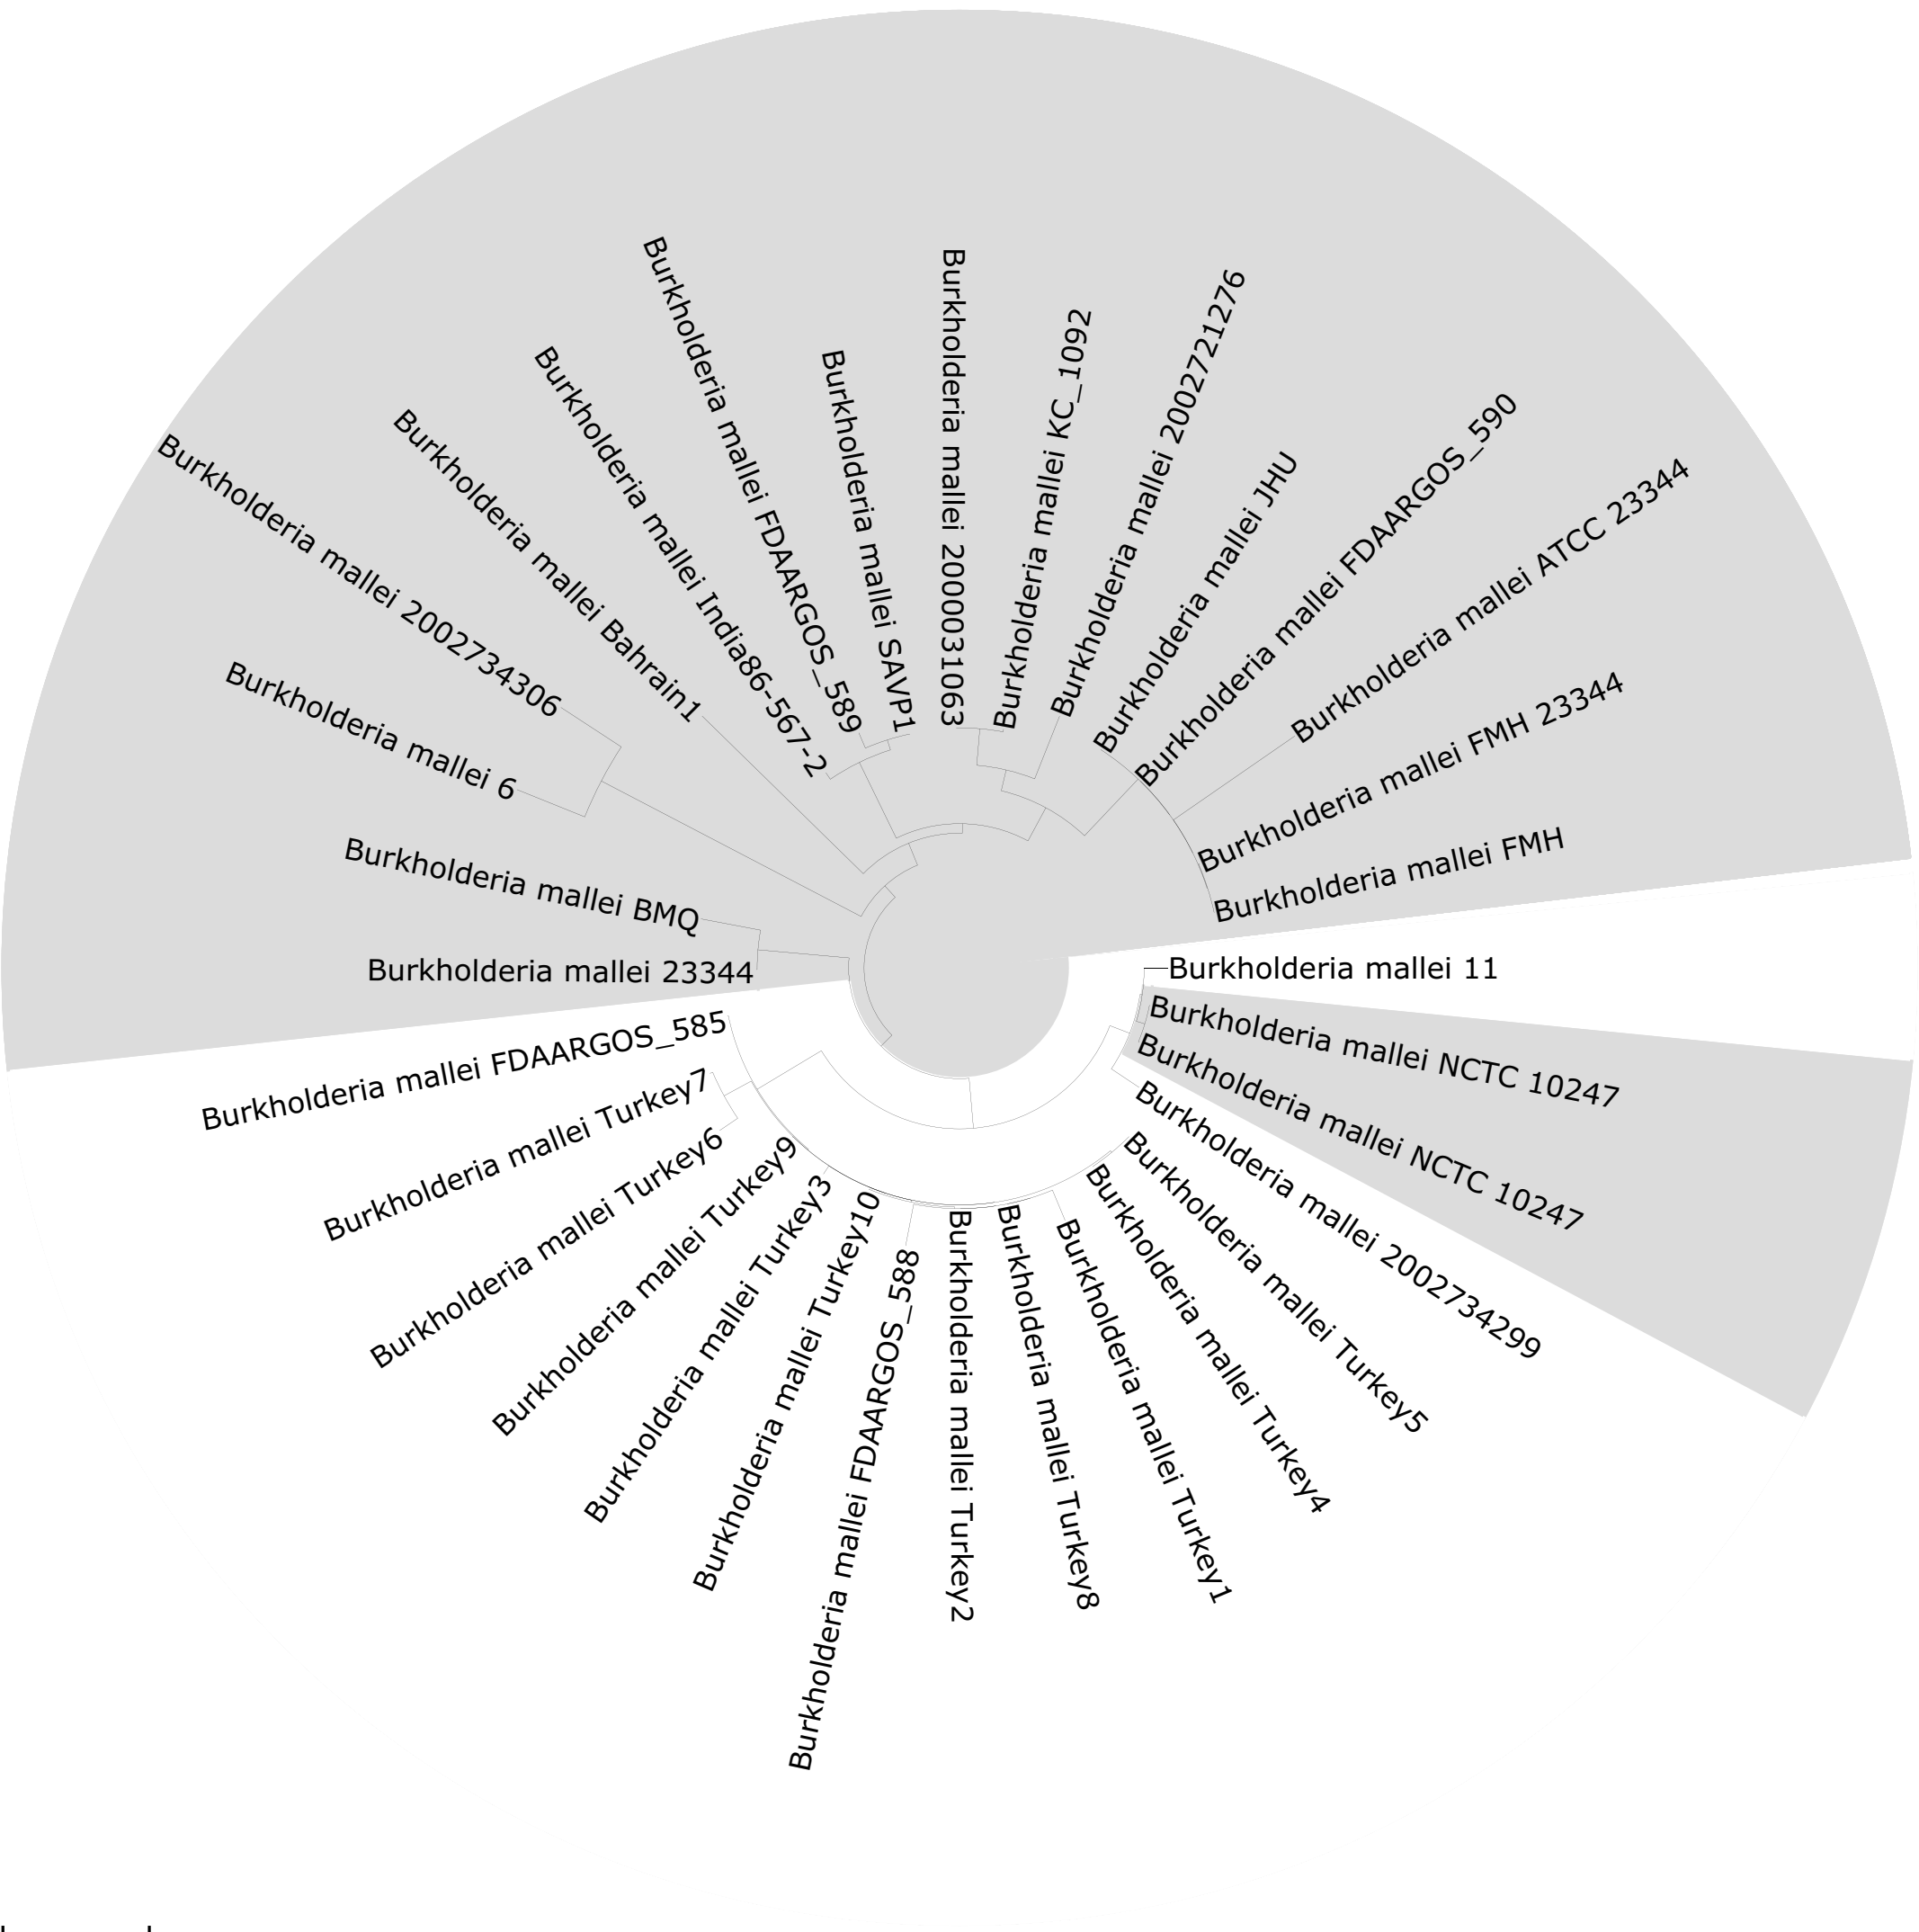 Burkholderia mallei FDAARGOS_589
Burkholderia mallei 2000031063
Burkholderia mallei 2002721276
Burkholderia mallei KC_1092
Burkholderia mallei SAVP1
Burkholderia mallei India86-567-2
Burkholderia mallei JHU
Burkholderia mallei FDAARGOS_590
Burkholderia mallei Bahrain1
Burkholderia mallei 2002734306
Burkholderia mallei ATCC 23344
Burkholderia mallei 6
Burkholderia mallei FMH 23344
Burkholderia mallei BMQ
Burkholderia mallei FMH
Burkholderia mallei 23344
Burkholderia mallei 11
Burkholderia mallei NCTC 10247
Burkholderia mallei FDAARGOS_585
Burkholderia mallei NCTC 10247
Burkholderia mallei Turkey7
Burkholderia mallei 2002734299
Burkholderia mallei Turkey6
Burkholderia mallei Turkey5
Burkholderia mallei Turkey9
Burkholderia mallei Turkey4
Burkholderia mallei Turkey3
Burkholderia mallei Turkey1
Burkholderia mallei Turkey10
Burkholderia mallei Turkey8
Burkholderia mallei Turkey2
Burkholderia mallei FDAARGOS_588